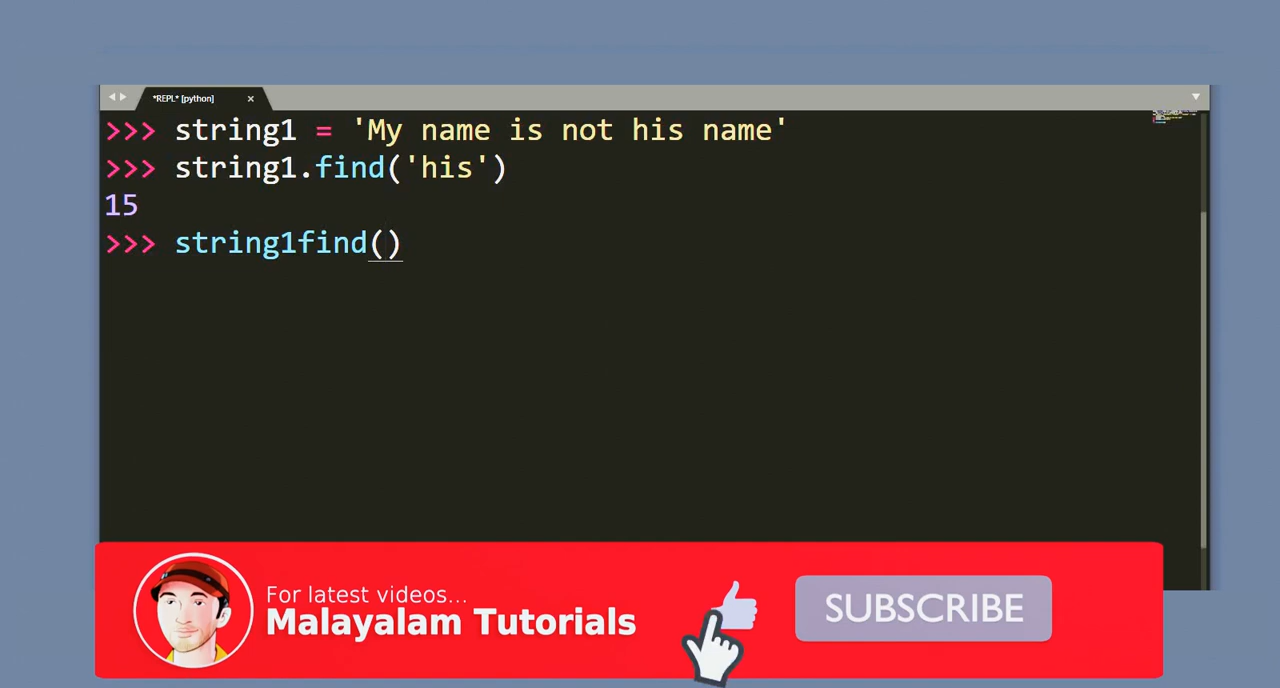 *REPL* [python]
>>> string1 = 'My name is not his name'
>>> string1.find('his')
15
>>> string1find()
For latest videos...
Malayalam Tutorials
SUBSCRIBE